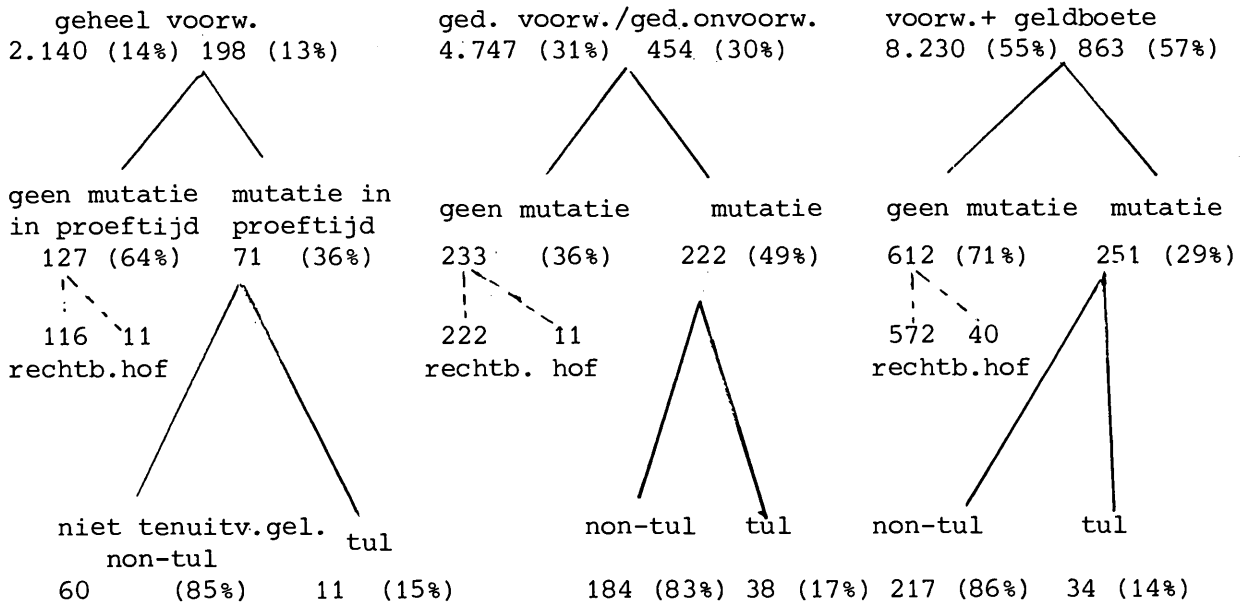 geheel voorw.
2.140 (14%) 198 (13%)
geen mutatie in proeftijd
mutatie in proeftijd
127 (64%) 71 (36%)
116 11
rechtb.hof
niet tenuitv.gel.
non-tul
tul
60 (85%) 11 (15%)
ged. voorw./ged.onvoorw.
4.747 (31%) 454 (30%)
geen mutatie mutatie
233 (36%) 222 (49%)
222 11
rechtb. hof
non-tul tul
184 (83%) 38 (17%)
voorw.+ geldboete
8.230 (55%) 863 (57%)
geen mutatie mutatie
612 (71%) 251 (29%)
572 40
rechtb.hof
non-tul tul
217 (86%) 34 (14%)